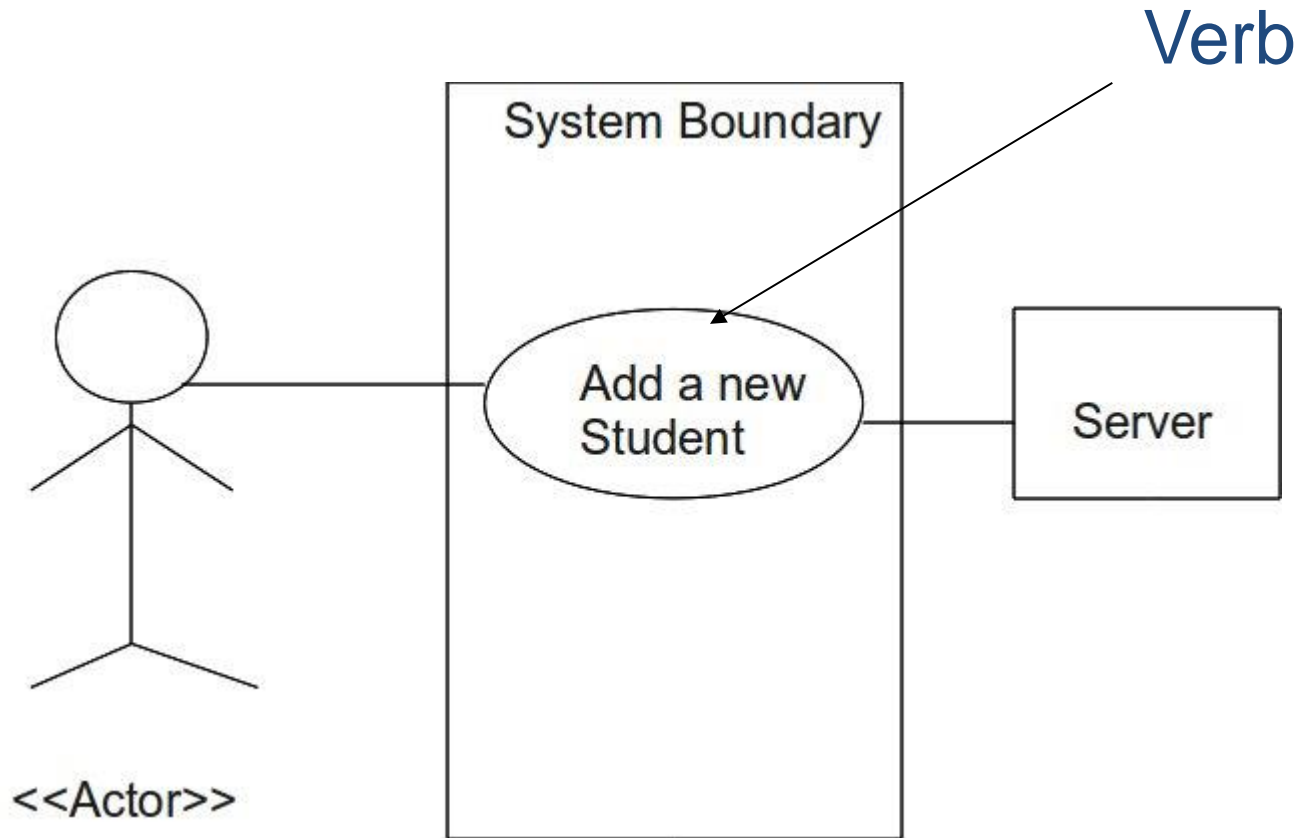 Verb
System Boundary
Add a new
Student
Server
<<Actor>>